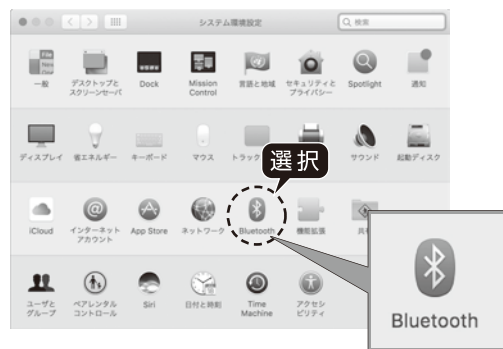 システム環境設定
検索
File
New
一般
デスクトップと
スクリーンセーバ
Dock
Mission
Control
言語と地域
セキュリティと
プライバシー
Spotlight
通知
ディスプレイ
省エネルギー
キーボード
マウス
トラック
サウンド
起動ディスク
選択
iCloud
インターネット
アカウント
App Store
ネットワーク
Bluetooth
機能拡張
共有
ユーザと
グループ
ペアレンタル
コントロール
Siri
日付と時刻
Time
Machine
アクセシ
ビリティ
Bluetooth